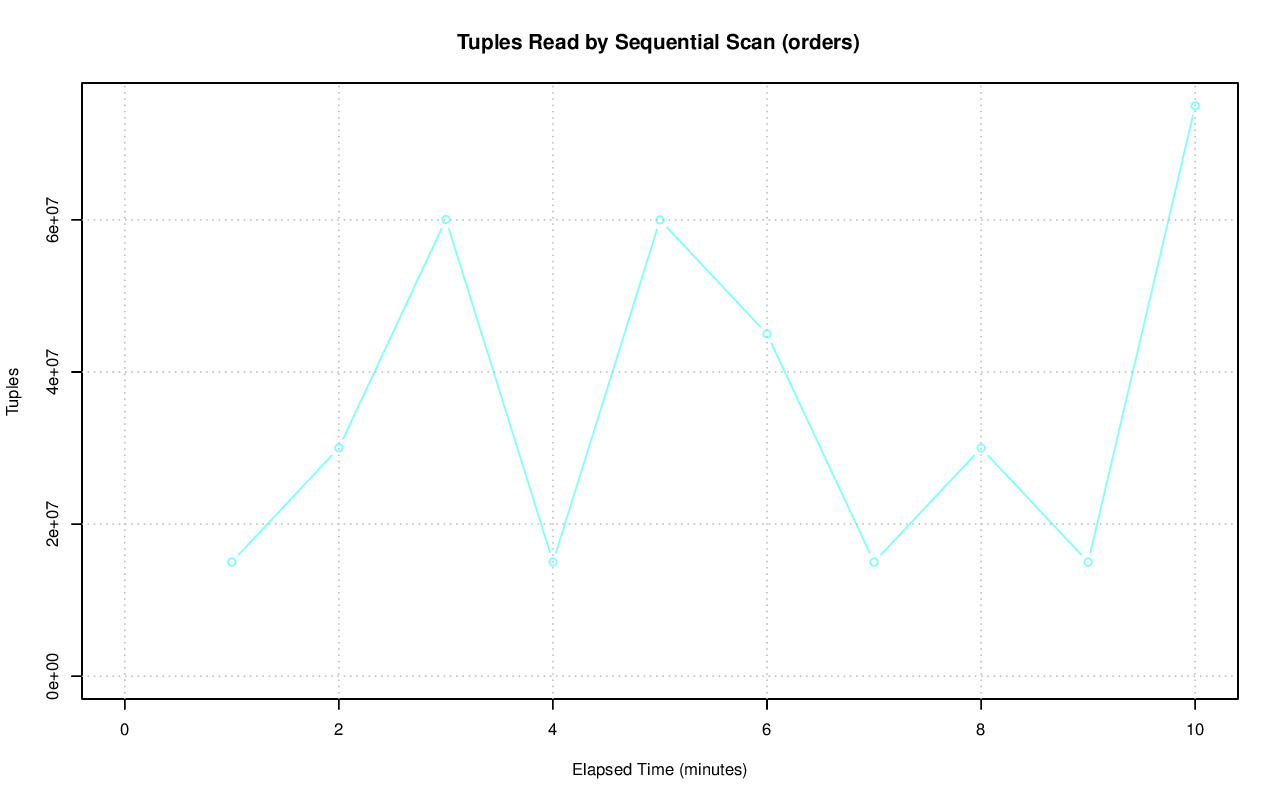 Tuples Read by Sequential Scan (orders)
Tuples
6e+07
4e+07
2e+07
0e+00
0 2 4 6 8 10
Elapsed Time (minutes)